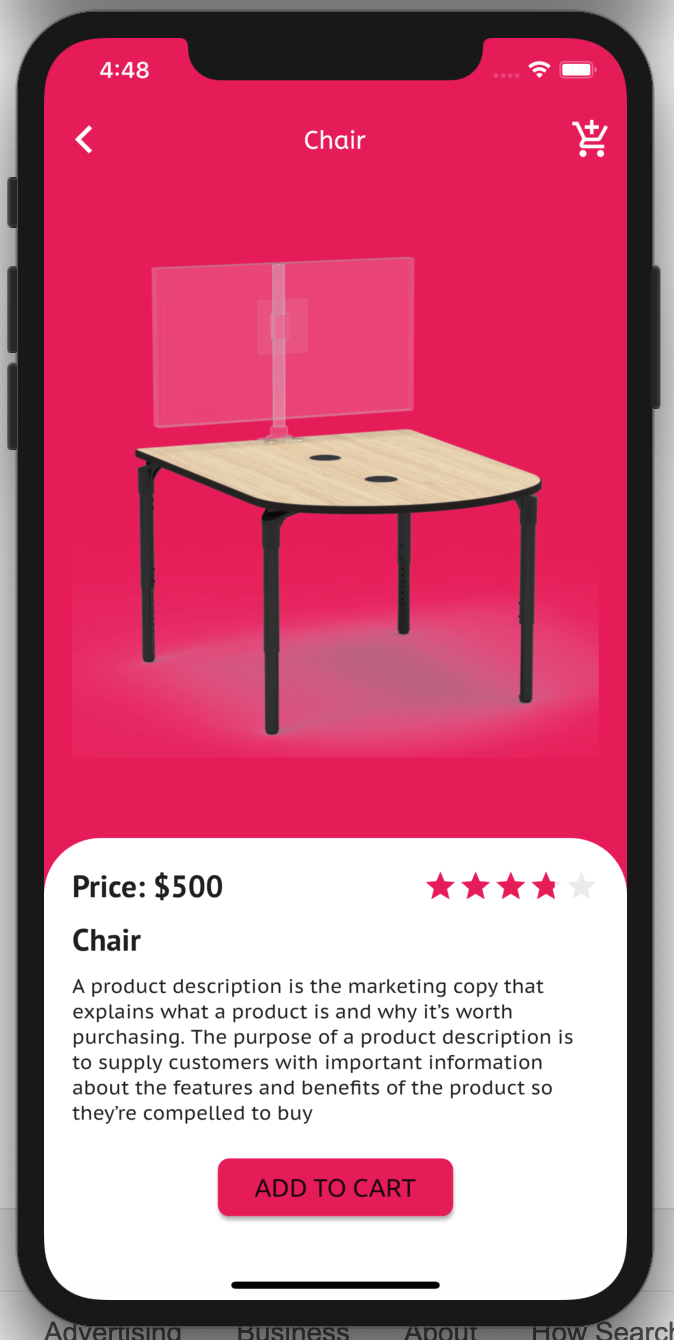 4:48
Chair
Price: $500
Chair
A product description is the marketing copy that
explains what a product is and why it's worth
purchasing. The purpose of a product description is
to supply customers with important information
about the features and benefits of the product so
they're compelled to buy
ADD TO CART
Advertising Business About How Search